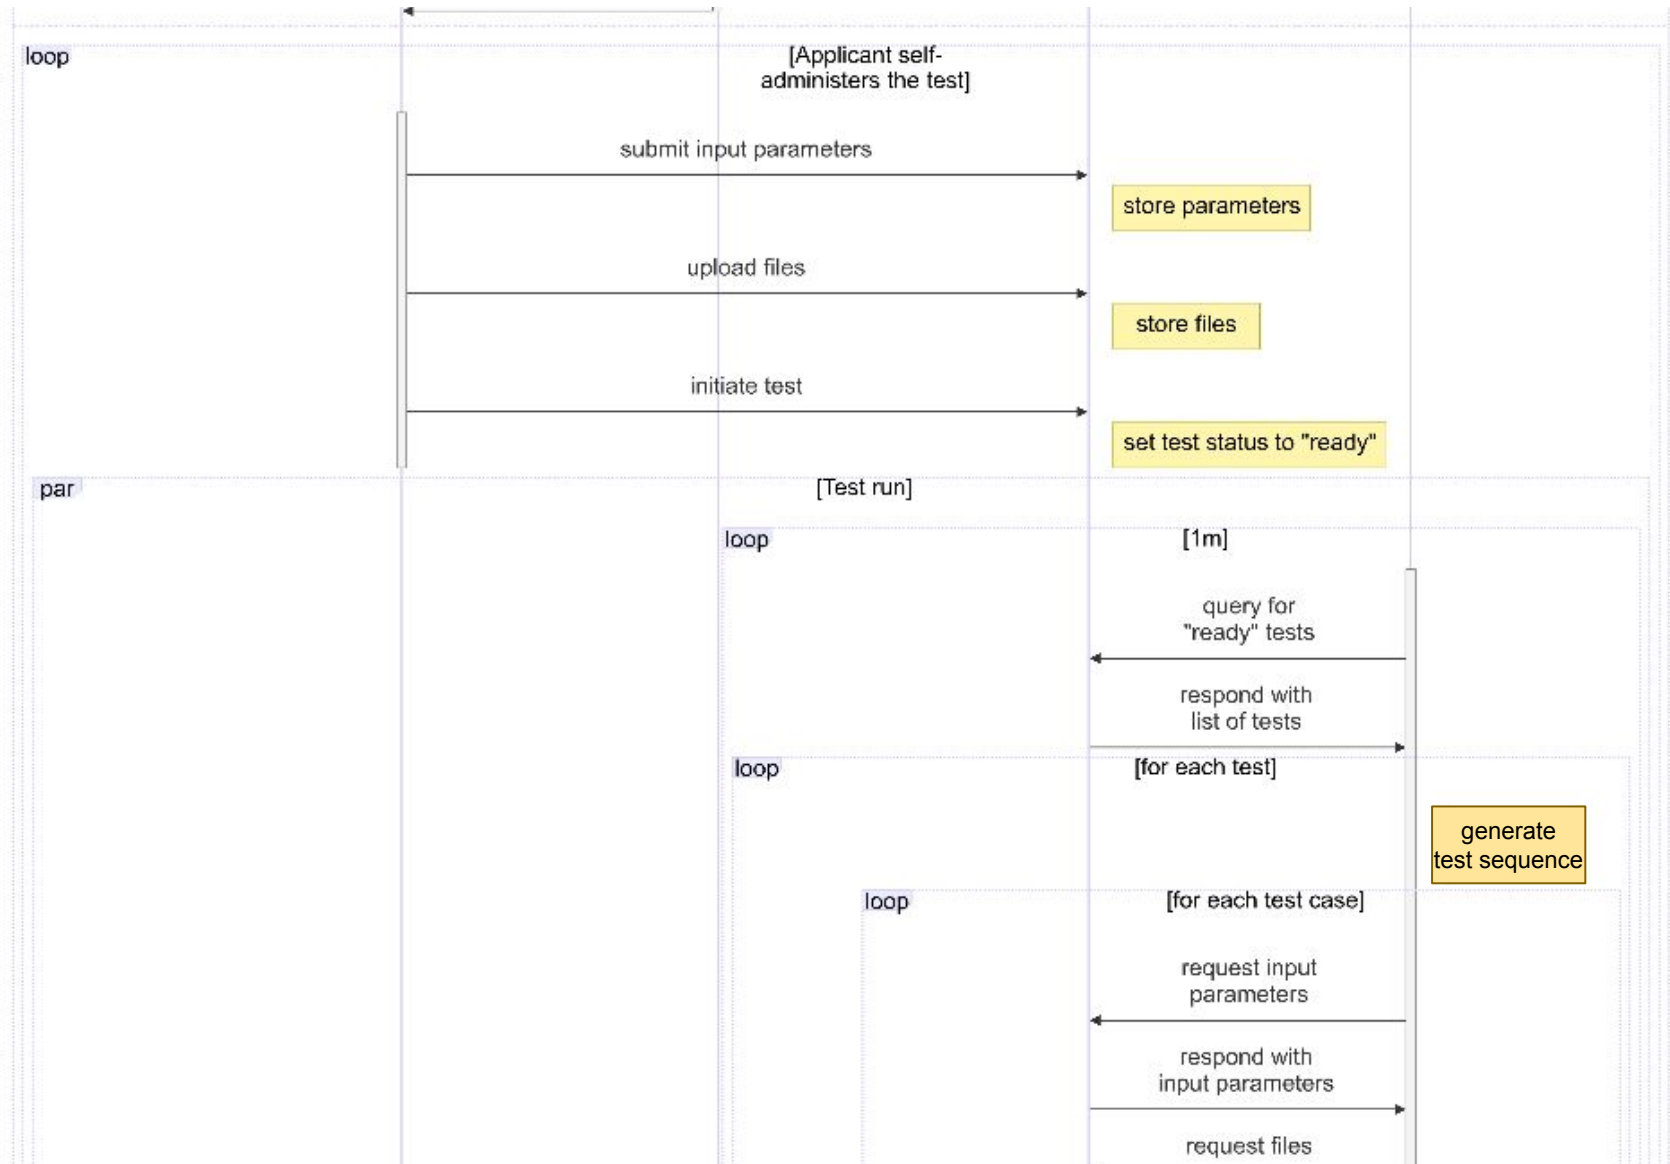 loop
[Applicant self-
administers the test]
submit input parameters
store parameters
upload files
store files
initiate test
set test status to "ready"
par
[Test run]
loop
[1m]
query for
"ready" tests
respond with
list of tests
loop
[for each test]
generate
test sequence
loop
[for each test case]
request input
parameters
respond with
input parameters
request files